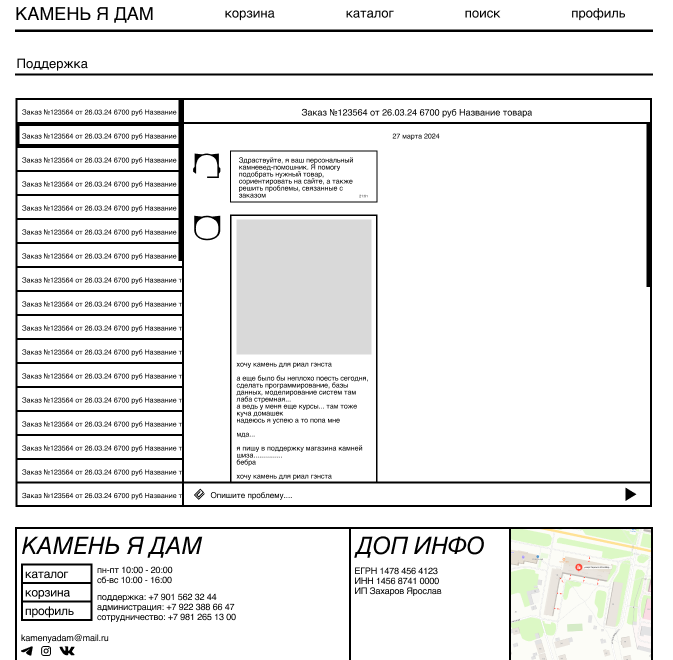 КАМЕНЬ Я ДАМ
корзина
каталог
поиск
профиль
Поддержка
Заказ №123564 от 26.03.24 6700 руб Название
Заказ №123564 от 26.03.24 6700 руб Название
Заказ №123564 от 26.03.24 6700 руб Название
Заказ №123564 от 26.03.24 6700 руб Название
Заказ №123564 от 26.03.24 6700 руб Название
Заказ №123564 от 26.03.24 6700 руб Название
Заказ №123564 от 26.03.24 6700 руб Название
Заказ №123564 от 26.03.24 6700 руб Название т
Заказ №123564 от 26.03.24 6700 руб Название т
Заказ №123564 от 26.03.24 6700 руб Название т
Заказ №123564 от 26.03.24 6700 руб Название т
Заказ №123564 от 26.03.24 6700 руб Название т
Заказ №123564 от 26.03.24 6700 руб Название т
Заказ №123564 от 26.03.24 6700 руб Название т
Заказ №123564 от 26.03.24 6700 руб Название т
Заказ №123564 от 26.03.24 6700 руб Название т
Заказ №123564 от 26.03.24 6700 руб Название
Заказ №123564 от 26.03.24 6700 руб Название товара
27 марта 2024
Здраствуйте, я ваш персональный
камневед-помошник. Я помогу
подобрать нужный товар,
сориентировать на сайте, а также
решить проблемы, связанные с
заказом
хочу камень для риал гэнста
а еще было бы неплохо поесть сегодня,
сделать программирование, базы
данных, моделирование систем там
лаба стремная...
а ведь у меня еще курсы... там тоже
куча домашек
надеюсь я успею а то попа мне
мда...
я пишу в поддержку магазина камней
шиза..............
бебра
хочу камень для риал гэнста
Опишите проблему....
КАМЕНЬ Я ДАМ
каталог
корзина
профиль
пн-пт 10:00 - 20:00
сб-вс 10:00 - 16:00
поддержка: +7 901 562 32 44
администрация: +7 922 388 66 47
сотрудничество: +7 981 265 13 00
kamenyadam@mail.ru
ДОП ИНФО
ЕГРН 1478 456 4123
ИНН 1456 8741 0000
ИП Захаров Ярослав